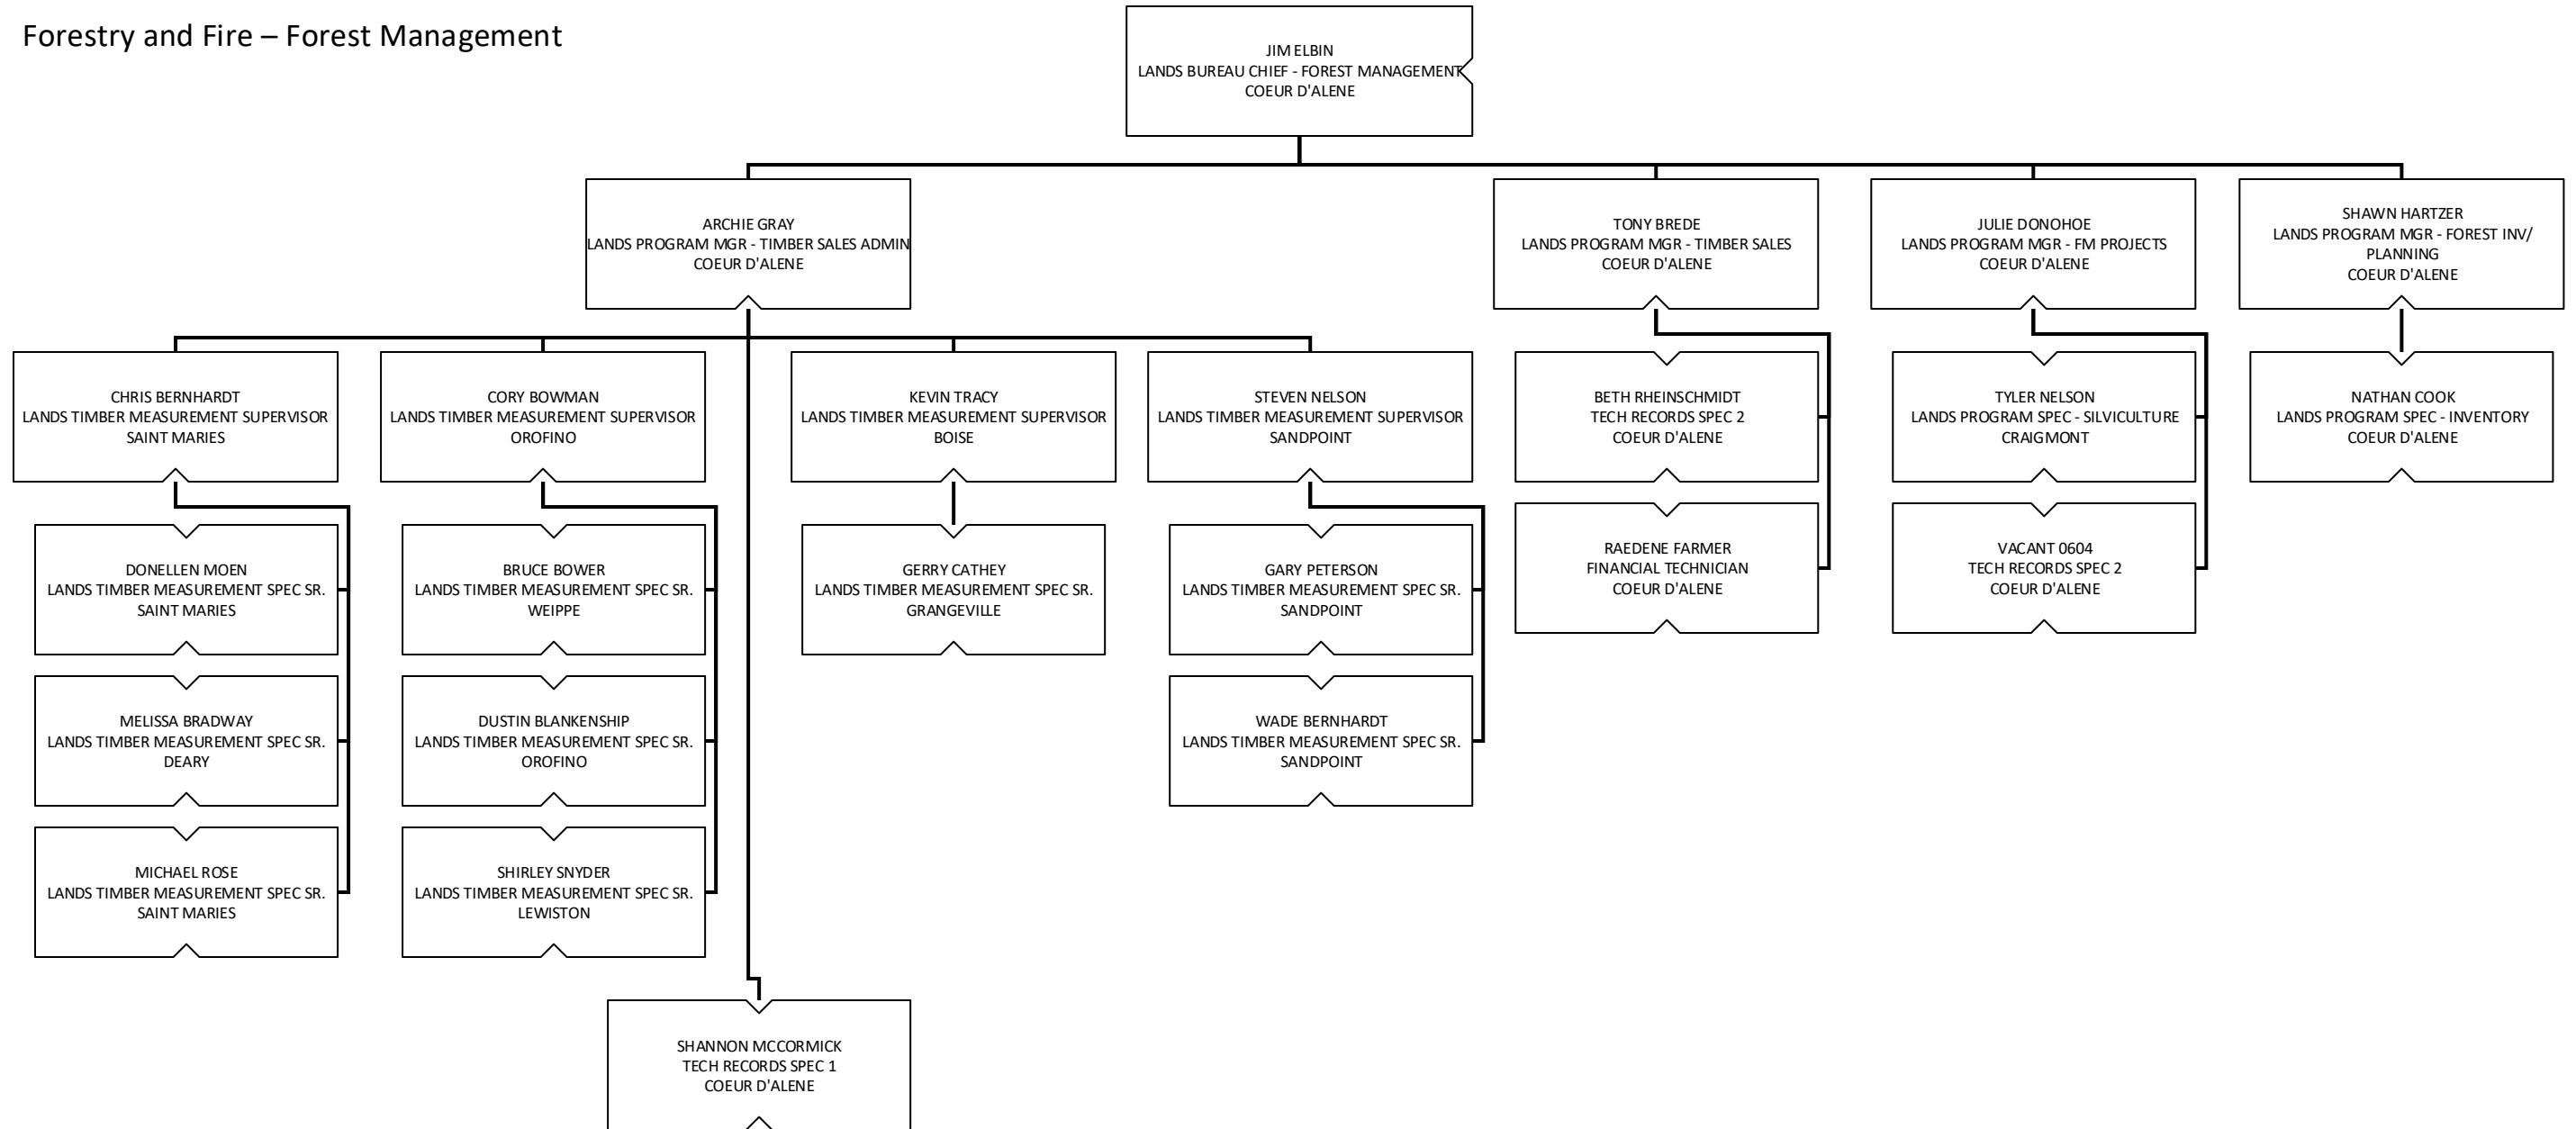 Forestry and Fire – Forest Management
JIM ELBIN
LANDS BUREAU CHIEF - FOREST MANAGEMENT
COEUR D'ALENE
ARCHIE GRAY
LANDS PROGRAM MGR - TIMBER SALES ADMIN
COEUR D'ALENE
TONY BREDE
LANDS PROGRAM MGR - TIMBER SALES
COEUR D'ALENE
JULIE DONOHOE
LANDS PROGRAM MGR - FM PROJECTS
COEUR D'ALENE
SHAWN HARTZER
LANDS PROGRAM MGR - FOREST INV/
PLANNING
COEUR D'ALENE
CHRIS BERNHARDT
LANDS TIMBER MEASUREMENT SUPERVISOR
SAINT MARIES
CORY BOWMAN
LANDS TIMBER MEASUREMENT SUPERVISOR
OROFINO
KEVIN TRACY
LANDS TIMBER MEASUREMENT SUPERVISOR
BOISE
STEVEN NELSON
LANDS TIMBER MEASUREMENT SUPERVISOR
SANDPOINT
BETH RHEINSCHMIDT
TECH RECORDS SPEC 2
COEUR D'ALENE
TYLER NELSON
LANDS PROGRAM SPEC - SILVICULTURE
CRAIGMONT
NATHAN COOK
LANDS PROGRAM SPEC - INVENTORY
COEUR D'ALENE
DONELLEN MOEN
LANDS TIMBER MEASUREMENT SPEC SR.
SAINT MARIES
BRUCE BOWER
LANDS TIMBER MEASUREMENT SPEC SR.
WEIPPE
GERRY CATHEY
LANDS TIMBER MEASUREMENT SPEC SR.
GRANGEVILLE
GARY PETERSON
LANDS TIMBER MEASUREMENT SPEC SR.
SANDPOINT
RAEDENE FARMER
FINANCIAL TECHNICIAN
COEUR D'ALENE
VACANT 0604
TECH RECORDS SPEC 2
COEUR D'ALENE
MELISSA BRADWAY
LANDS TIMBER MEASUREMENT SPEC SR.
DEARY
DUSTIN BLANKENSHIP
LANDS TIMBER MEASUREMENT SPEC SR.
OROFINO
WADE BERNHARDT
LANDS TIMBER MEASUREMENT SPEC SR.
SANDPOINT
MICHAEL ROSE
LANDS TIMBER MEASUREMENT SPEC SR.
SAINT MARIES
SHIRLEY SNYDER
LANDS TIMBER MEASUREMENT SPEC SR.
LEWISTON
SHANNON MCCORMICK
TECH RECORDS SPEC 1
COEUR D'ALENE